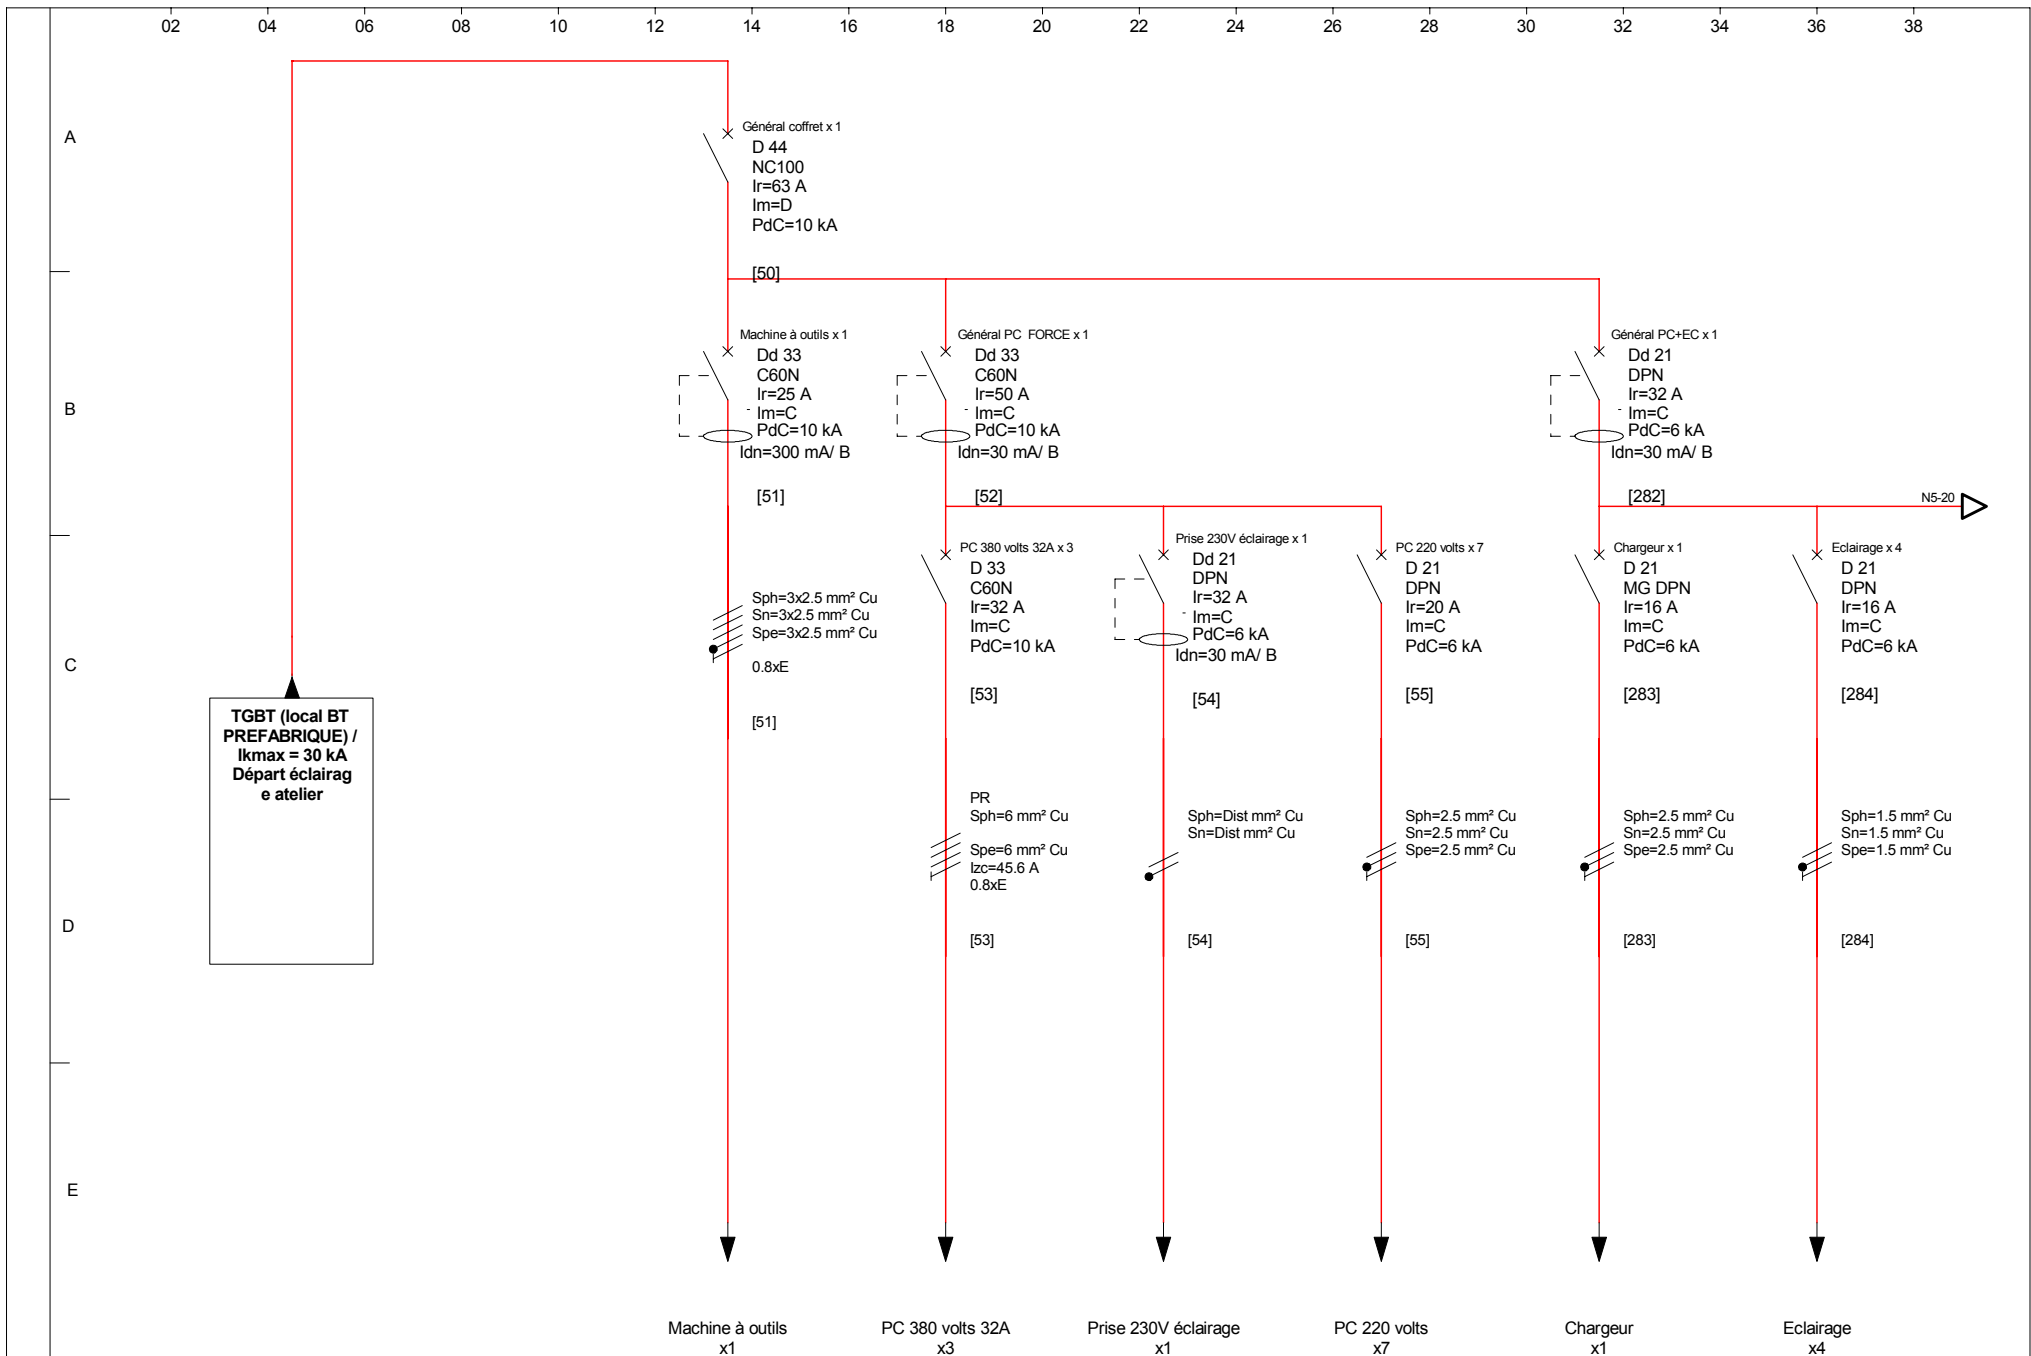 02 04 06 08 10 12 14 16 18 20 22 24 26 28 30 32 34 36 38
A
Général coffret x 1
D 44
NC100
Ir=63 A
Im=D
PdC=10 kA
[50]
B
Machine à outils x 1
Dd 33
C60N
Ir=25 A
Im=C
PdC=10 kA
Idn=300 mA/ B
[51]
Général PC FORCE x 1
Dd 33
C60N
Ir=50 A
Im=C
PdC=10 kA
Idn=30 mA/ B
[52]
Général PC+EC x 1
Dd 21
DPN
Ir=32 A
Im=C
PdC=6 kA
Idn=30 mA/ B
[282]
N5-20
C
Sph=3x2.5 mm² Cu
Sn=3x2.5 mm² Cu
Spe=3x2.5 mm² Cu
0.8xE
[51]
PC 380 volts 32A x 3
D 33
C60N
Ir=32 A
Im=C
PdC=10 kA
[53]
Prise 230V éclairage x 1
Dd 21
DPN
Ir=32 A
Im=C
PdC=6 kA
Idn=30 mA/ B
[54]
PC 220 volts x 7
D 21
DPN
Ir=20 A
Im=C
PdC=6 kA
[55]
Chargeur x 1
D 21
MG DPN
Ir=16 A
Im=C
PdC=6 kA
[283]
Eclairage x 4
D 21
DPN
Ir=16 A
Im=C
PdC=6 kA
[284]
TGBT (local BT
PREFABRIQUE) /
Ikmax = 30 kA
Départ éclairag
e atelier
D
PR
Sph=6 mm² Cu
Spe=6 mm² Cu
Izc=45.6 A
0.8xE
[53]
Sph=Dist mm² Cu
Sn=Dist mm² Cu
[54]
Sph=2.5 mm² Cu
Sn=2.5 mm² Cu
Spe=2.5 mm² Cu
[55]
Sph=2.5 mm² Cu
Sn=2.5 mm² Cu
Spe=2.5 mm² Cu
[283]
Sph=1.5 mm² Cu
Sn=1.5 mm² Cu
Spe=1.5 mm² Cu
[284]
E
Machine à outils
x1
PC 380 volts 32A
x3
Prise 230V éclairage
x1
PC 220 volts
x7
Chargeur
x1
Eclairage
x4